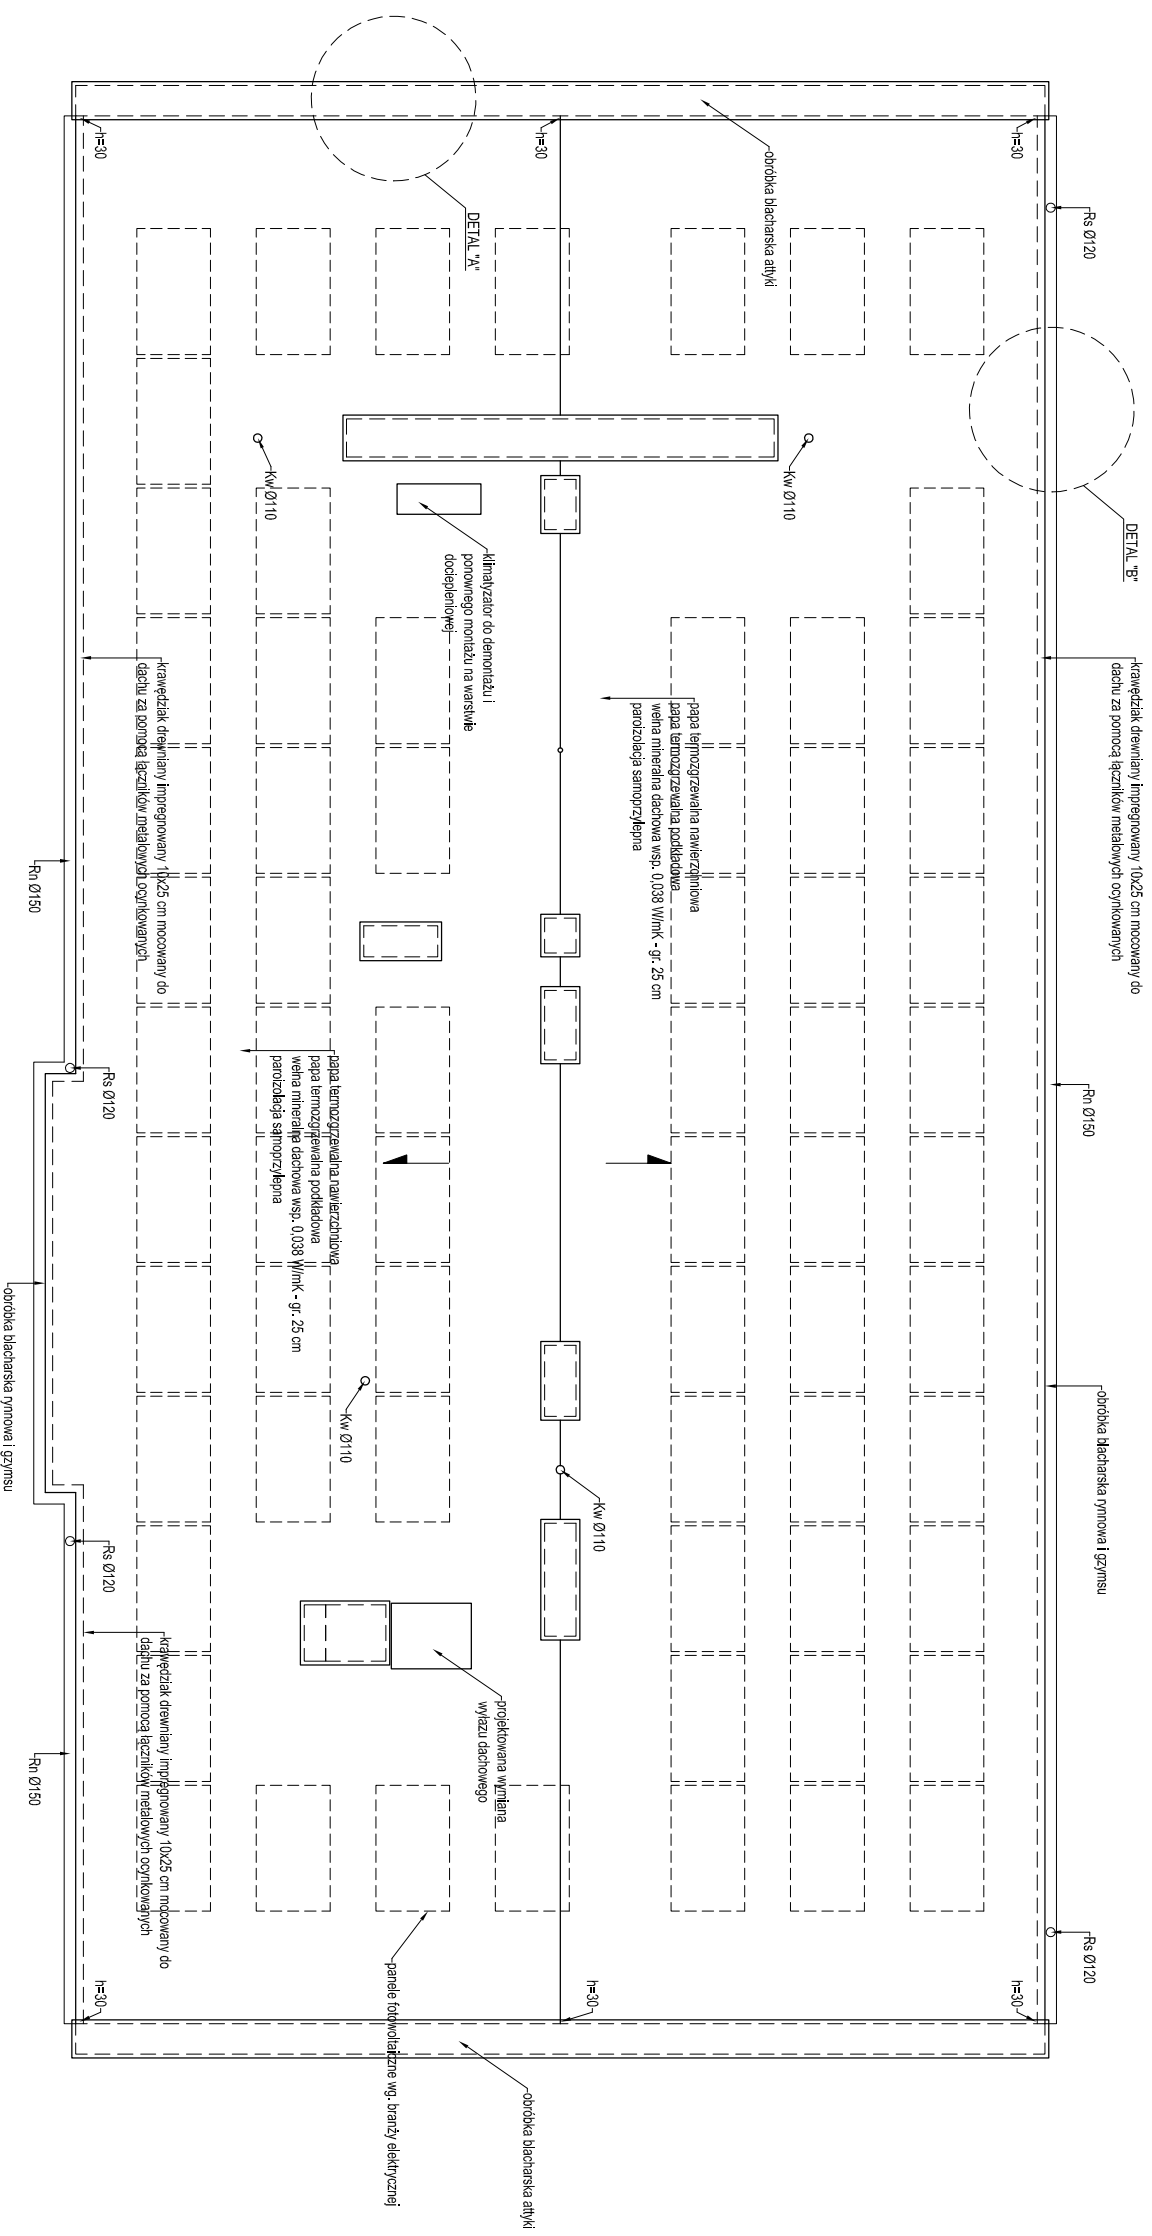 krawędziak drewniany impregnowany 10x25 cm mocowany do
dachu za pomocą łączników metalowych ocynkowanych
DETAL "B"
Rs Ø120
Rn Ø150
obróbka blacharska rynnowa i gzymsu
Rs Ø120
h=30
h=30
obróbka blacharska attyki
Kw Ø110
papa termozgrzewalna nawierzchniowa
papa termozgrzewalna podkładowa
wełna mineralna dachowa wsp. 0,038 W/mK - gr. 25 cm
paroizolacja samoprzylepna
Kw Ø110
h=30
h=30
obróbka blacharska attyki
DETAL "A"
klimatyzator do demontażu i
ponownego montażu na warstwie
dociepleniowej
projektowana wymiana
wyłazu dachowego
panele fotowoltaiczne wg. branży elektrycznej
Kw Ø110
papa termozgrzewalna nawierzchniowa
papa termozgrzewalna podkładowa
wełna mineralna dachowa wsp. 0,038 W/mK - gr. 25 cm
paroizolacja samoprzylepna
Kw Ø110
krawędziak drewniany impregnowany 10x25 cm mocowany do
dachu za pomocą łączników metalowych ocynkowanych
krawędziak drewniany impregnowany 10x25 cm mocowany do
dachu za pomocą łączników metalowych ocynkowanych
h=30
h=30
Rs Ø120
Rs Ø120
Rn Ø150
Rn Ø150
obróbka blacharska rynnowa i gzymsu